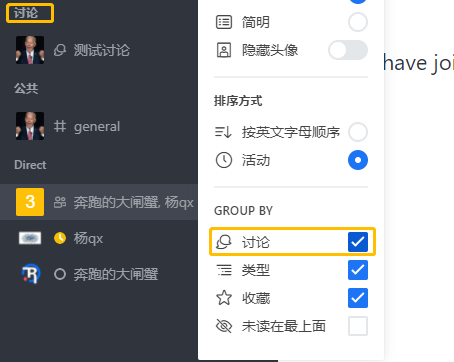 讨论
测试讨论
公共
general
Direct
3
奔跑的大闸蟹, 杨qx
杨qx
奔跑的大闸蟹
简明
隐藏头像
排序方式
按英文字母顺序
活动
GROUP BY
讨论
类型
收藏
未读在最上面
have joi